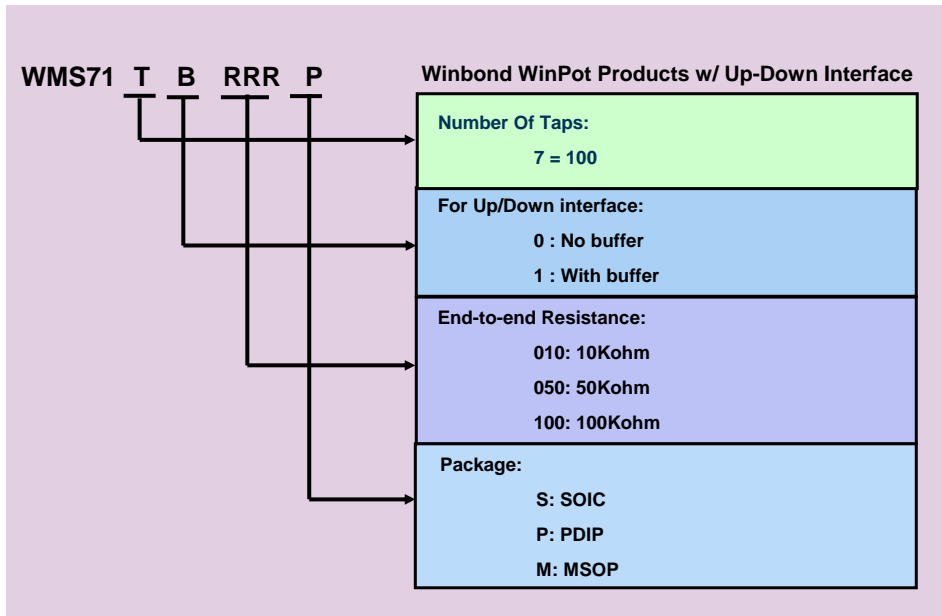 WMS71 T B RRR P
Winbond WinPot Products w/ Up-Down Interface
Number Of Taps:
7 = 100
For Up/Down interface:
0 : No buffer
1 : With buffer
End-to-end Resistance:
010: 10Kohm
050: 50Kohm
100: 100Kohm
Package:
S: SOIC
P: PDIP
M: MSOP